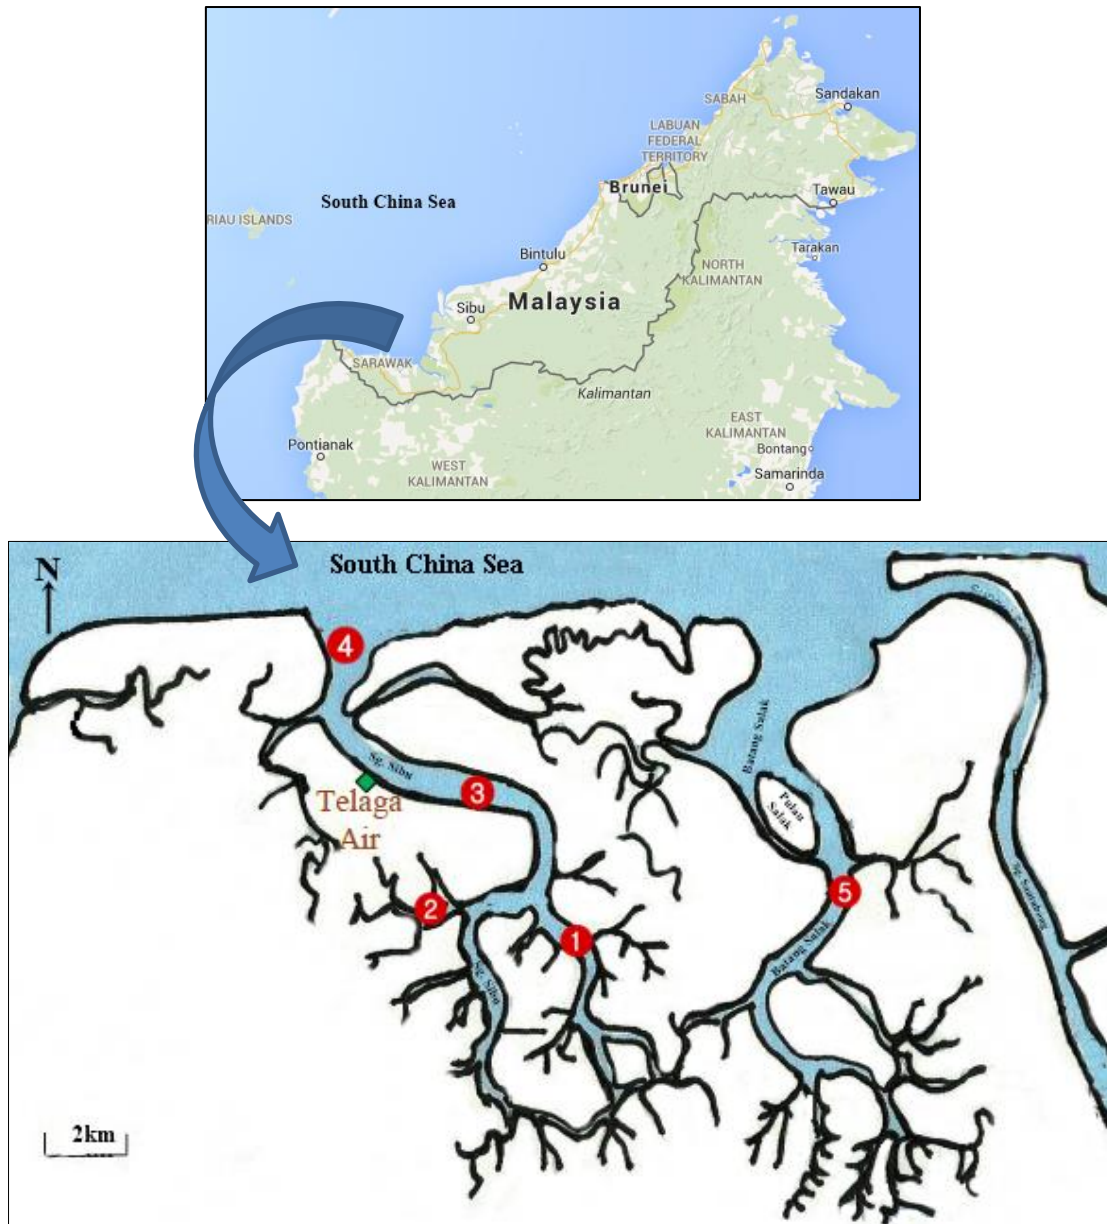 SABAH
Sandakan
LABUAN
FEDERAL
TERRITORY
Brunei
Tawau
South China Sea
RIAU ISLANDS
Tarakan
Bintulu
NORTH
KALIMANTAN
Sibu
Malaysia
SARAWAK
Kalimantan
EAST
KALIMANTAN
Pontianak
Bontang
WEST
KALIMANTAN
Samarinda
South China Sea
N
4
Batang Salak
Sg. Sibu
3
Pulau
Salak
Telaga
Air
5
2
1
Batang Salak
Sg. Sibu
2km